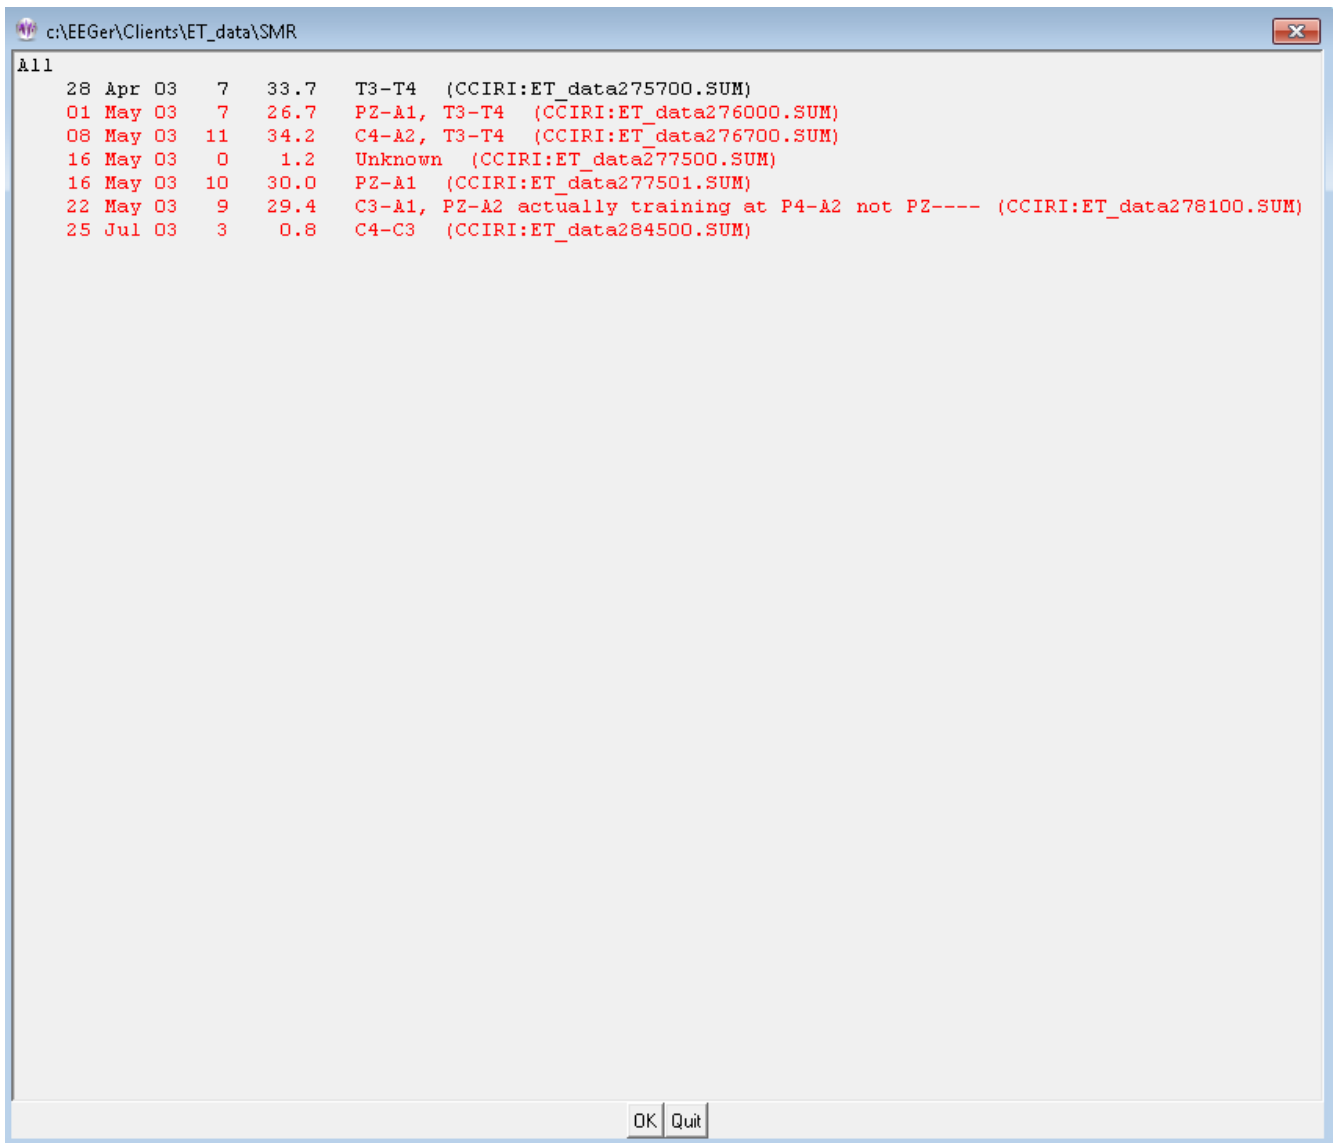 c:\EEGer\Clients\ET_data\SMR
All
28 Apr 03 7 33.7 T3-T4 (CCIRI:ET_data275700.SUM)
01 May 03 7 26.7 PZ-A1, T3-T4 (CCIRI:ET_data276000.SUM)
08 May 03 11 34.2 C4-A2, T3-T4 (CCIRI:ET_data276700.SUM)
16 May 03 0 1.2 Unknown (CCIRI:ET_data277500.SUM)
16 May 03 10 30.0 PZ-A1 (CCIRI:ET_data277501.SUM)
22 May 03 9 29.4 C3-A1, PZ-A2 actually training at P4-A2 not PZ---- (CCIRI:ET_data278100.SUM)
25 Jul 03 3 0.8 C4-C3 (CCIRI:ET_data284500.SUM)
OK Quit